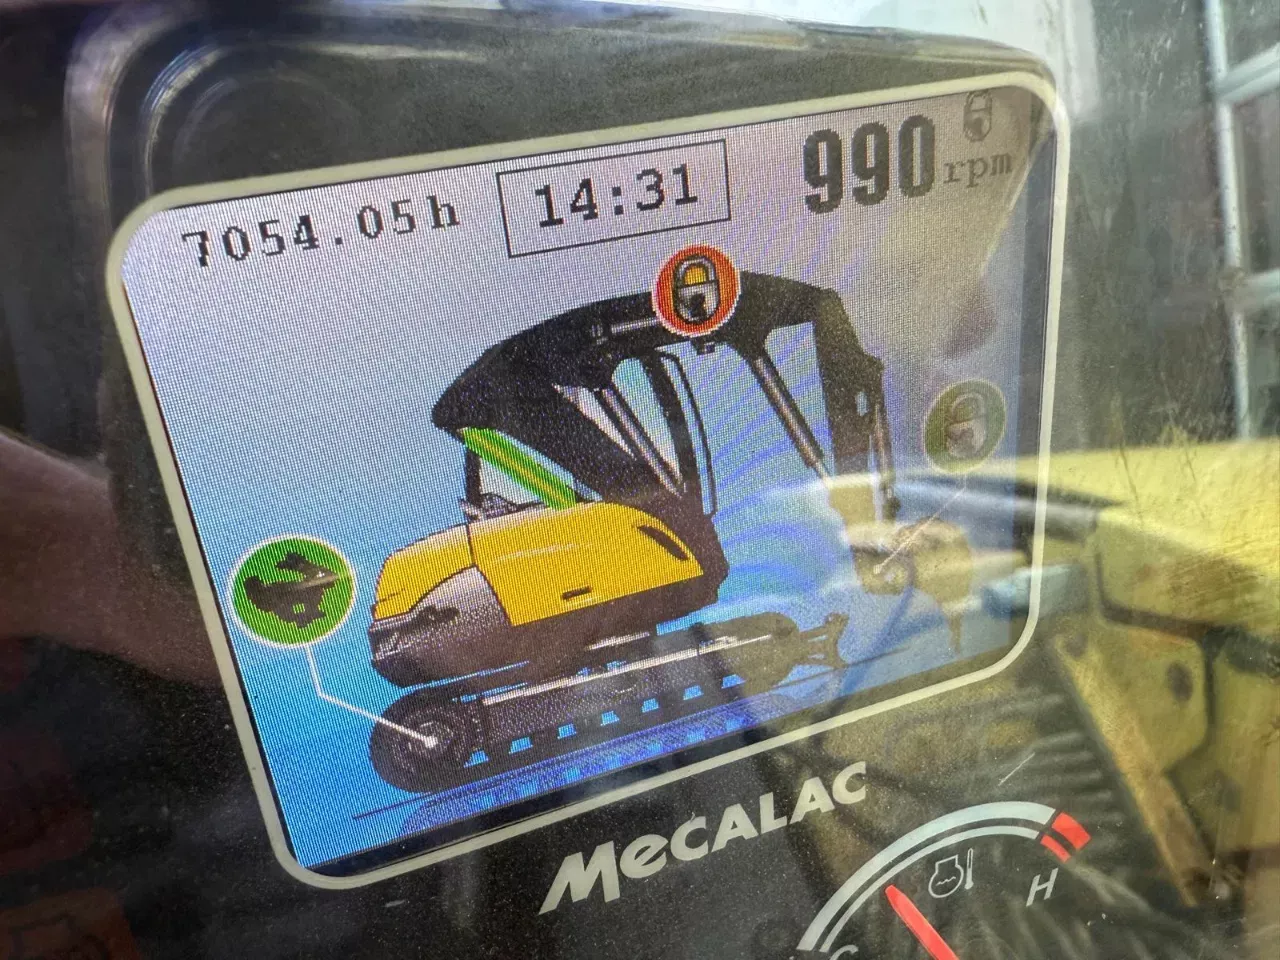 7054.05h
14:31
990 rpm
MECALAC
H
C